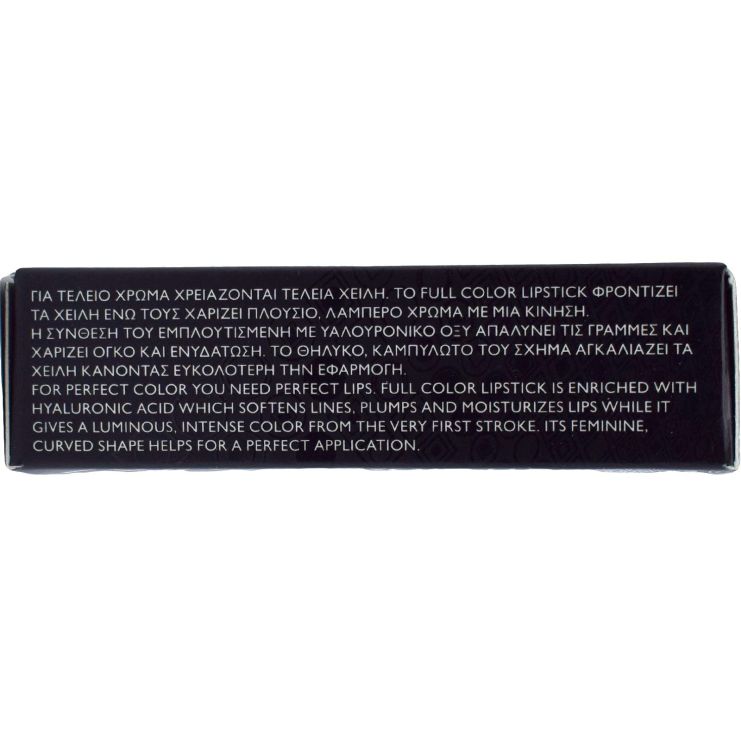 ΓΙΑ ΤΕΛΕΙΟ ΧΡΩΜΑ ΧΡΕΙΑΖΟΝΤΑΙ ΤΕΛΕΙΑ ΧΕΙΛΗ. ΤΟ FULL COLOR LIPSTICK ΦΡΟΝΤΙΖΕΙ
ΤΑ ΧΕΙΛΗ ΕΝΩ ΤΟΥΣ ΧΑΡΙΖΕΙ ΠΛΟΥΣΙΟ, ΛΑΜΠΕΡΟ ΧΡΩΜΑ ΜΕ ΜΙΑ ΚΙΝΗΣΗ.
Η ΣΥΝΘΕΣΗ ΤΟΥ ΕΜΠΛΟΥΤΙΣΜΕΝΗ ΜΕ ΥΑΛΟΥΡΟΝΙΚΟ ΟΞΥ ΑΠΑΛΥΝΕΙ ΤΙΣ ΓΡΑΜΜΕΣ ΚΑΙ
ΧΑΡΙΖΕΙ ΟΓΚΟ ΚΑΙ ΕΝΥΔΑΤΩΣΗ. ΤΟ ΘΗΛΥΚΟ, ΚΑΜΠΥΛΩΤΟ ΤΟΥ ΣΧΗΜΑ ΑΓΚΑΛΙΑΖΕΙ ΤΑ
ΧΕΙΛΗ ΚΑΝΟΝΤΑΣ ΕΥΚΟΛΟΤΕΡΗ ΤΗΝ ΕΦΑΡΜΟΓΗ.
FOR PERFECT COLOR YOU NEED PERFECT LIPS. FULL COLOR LIPSTICK IS ENRICHED WITH
HYALURONIC ACID WHICH SOFTENS LINES, PLUMPS AND MOISTURIZES LIPS WHILE IT
GIVES A LUMINOUS, INTENSE COLOR FROM THE VERY FIRST STROKE. ITS FEMININE,
CURVED SHAPE HELPS FOR A PERFECT APPLICATION.